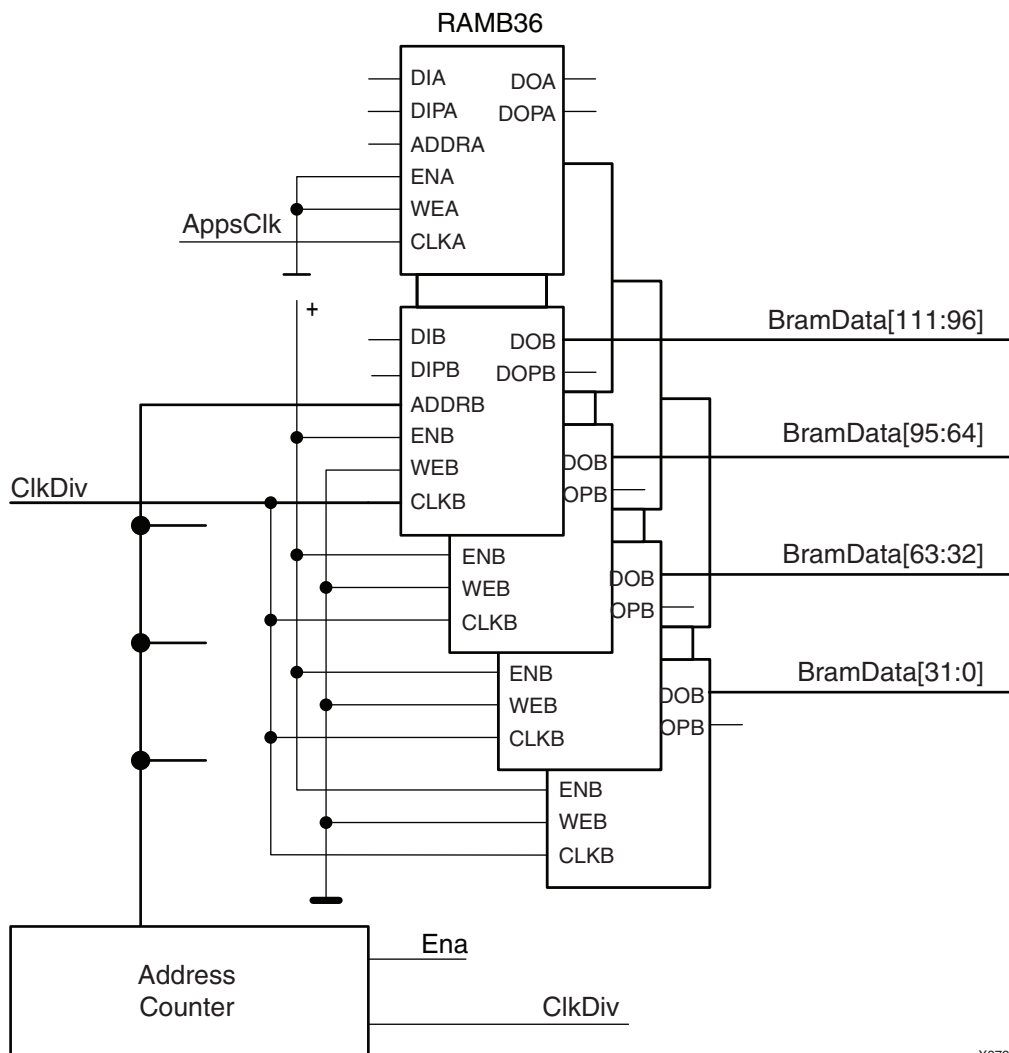 RAMB36
DIA
DOA
DIPA
DOPA
ADDRA
ENA
WEA
AppsClk
CLKA
+
BramData[111:96]
DIB
DOB
DIPB
DOPB
ADDRB
ENB
BramData[95:64]
WEB
DOB
ClkDiv
CLKB
OPB
ENB
BramData[63:32]
WEB
DOB
OPB
CLKB
ENB
BramData[31:0]
WEB
DOB
OPB
CLKB
ENB
WEB
CLKB
Ena
Address
Counter
ClkDiv